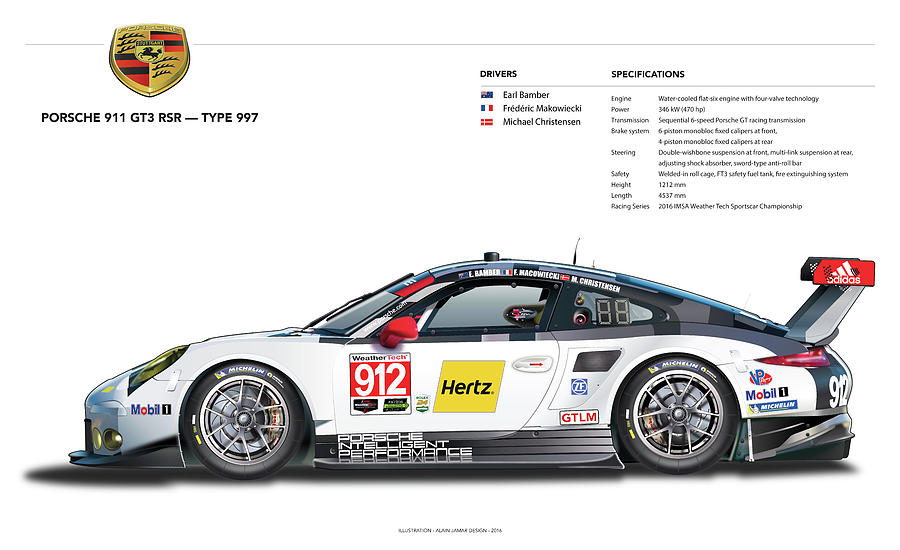 PORSCHE
STUTTGART
PORSCHE 911 GT3 RSR — TYPE 997
DRIVERS
Earl Bamber
Frédéric Makowiecki
Michael Christensen
SPECIFICATIONS
Engine Water-cooled flat-six engine with four-valve technology
Power 346 kW (470 hp)
Transmission Sequential 6-speed Porsche GT racing transmission
Brake system 6-piston monobloc fixed calipers at front,
4-piston monobloc fixed calipers at rear
Steering Double-wishbone suspension at front, multi-link suspension at rear,
adjusting shock absorber, sword-type anti-roll bar
Safety Welded-in roll cage, FT3 safety fuel tank, fire extinguishing system
Height 1212 mm
Length 4537 mm
Racing Series 2016 IMSA Weather Tech Sportscar Championship
E. BAMBER F. MACOWIECKI M. CHRISTENSEN
adidas
88
WeatherTech
912
Hertz.
ZF
GTLM
ROLEX
24
MICHELIN
MICHELIN
Mobil 1
VP
Mobil 1
MICHELIN
912
PORSCHE
INTELLIGENT
PERFORMANCE
ILLUSTRATION - ALAIN JAMAR DESIGN - 2016